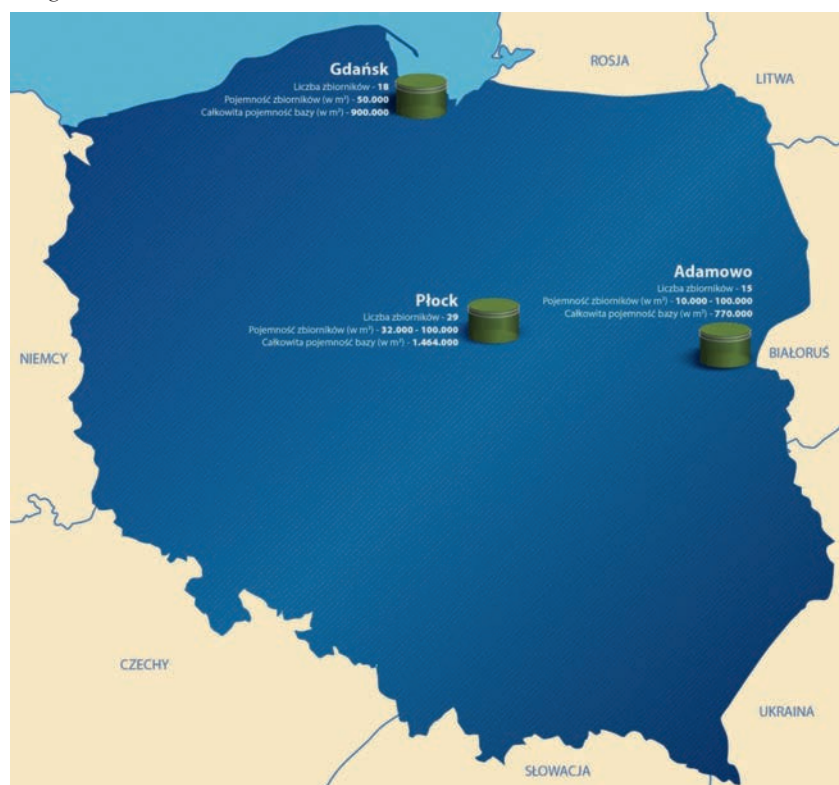 ROSJA
LITWA
Gdańsk
Liczba zbiorników - 18
Pojemność zbiorników (w m³) - 50.000
Całkowita pojemność bazy (w m³) - 900.000
Adamowo
Liczba zbiorników - 15
Pojemność zbiorników (w m³) - 10.000 - 100.000
Całkowita pojemność bazy (w m³) - 770.000
Płock
Liczba zbiorników - 29
Pojemność zbiorników (w m³) - 32.000 - 100.000
Całkowita pojemność bazy (w m³) - 1.464.000
NIEMCY
BIAŁORUŚ
CZECHY
UKRAINA
SŁOWACJA